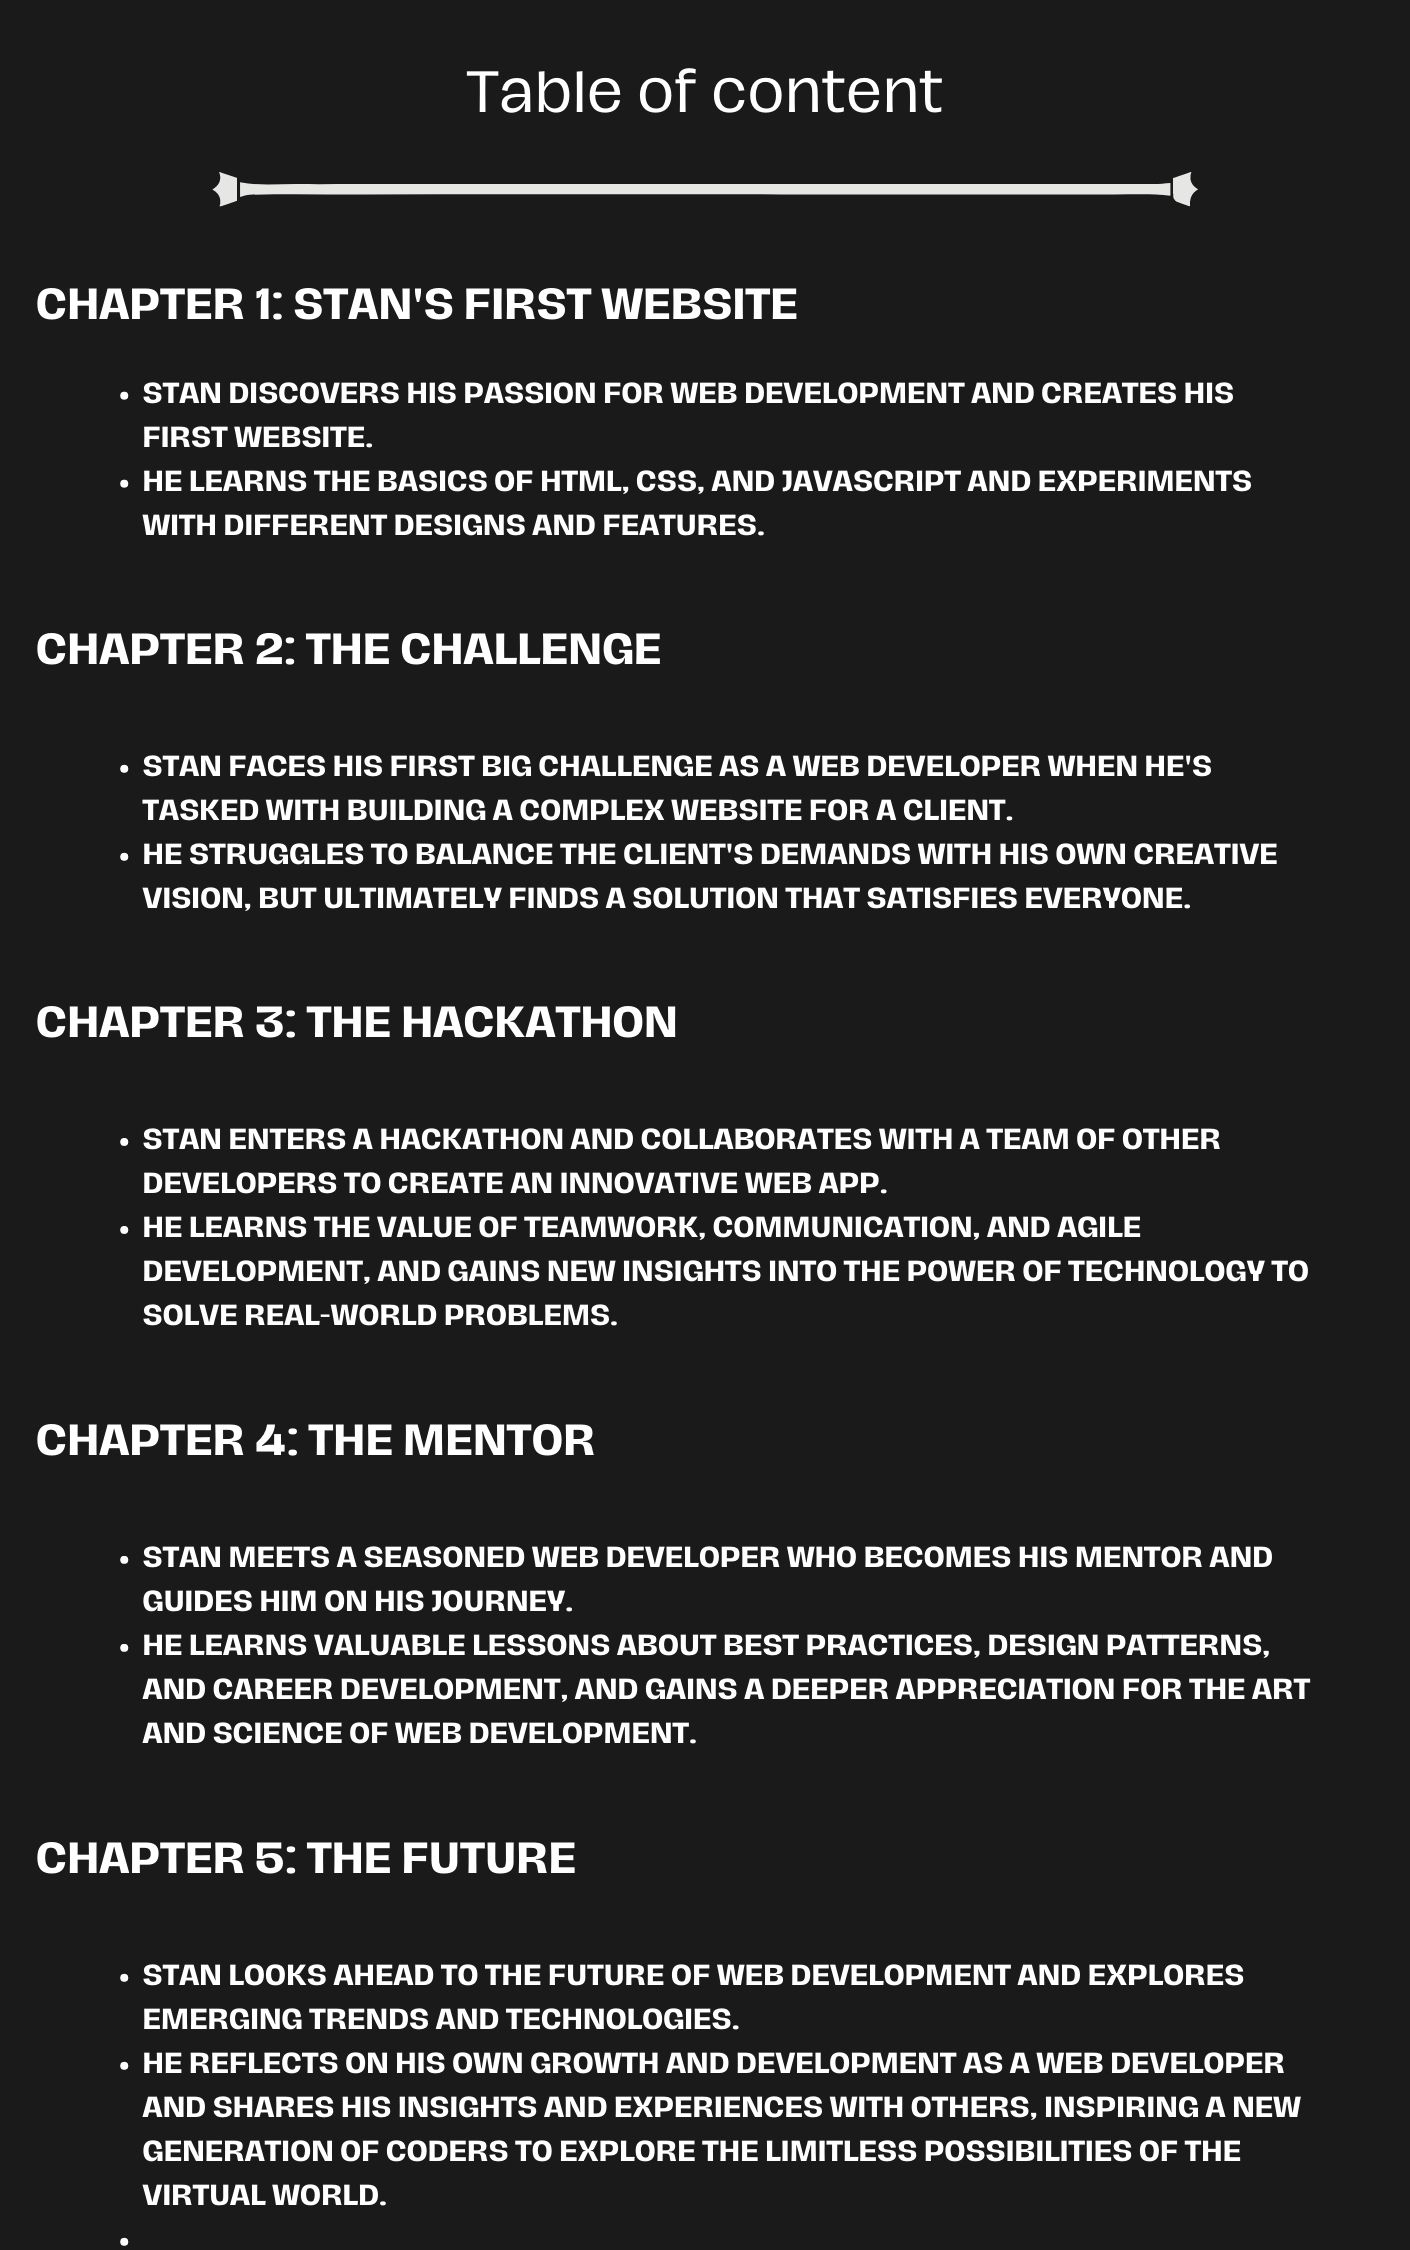 Table of content
CHAPTER 1: STAN'S FIRST WEBSITE
• STAN DISCOVERS HIS PASSION FOR WEB DEVELOPMENT AND CREATES HIS
FIRST WEBSITE.
• HE LEARNS THE BASICS OF HTML, CSS, AND JAVASCRIPT AND EXPERIMENTS
WITH DIFFERENT DESIGNS AND FEATURES.
CHAPTER 2: THE CHALLENGE
• STAN FACES HIS FIRST BIG CHALLENGE AS A WEB DEVELOPER WHEN HE'S
TASKED WITH BUILDING A COMPLEX WEBSITE FOR A CLIENT.
• HE STRUGGLES TO BALANCE THE CLIENT'S DEMANDS WITH HIS OWN CREATIVE
VISION, BUT ULTIMATELY FINDS A SOLUTION THAT SATISFIES EVERYONE.
CHAPTER 3: THE HACKATHON
• STAN ENTERS A HACKATHON AND COLLABORATES WITH A TEAM OF OTHER
DEVELOPERS TO CREATE AN INNOVATIVE WEB APP.
• HE LEARNS THE VALUE OF TEAMWORK, COMMUNICATION, AND AGILE
DEVELOPMENT, AND GAINS NEW INSIGHTS INTO THE POWER OF TECHNOLOGY TO
SOLVE REAL-WORLD PROBLEMS.
CHAPTER 4: THE MENTOR
• STAN MEETS A SEASONED WEB DEVELOPER WHO BECOMES HIS MENTOR AND
GUIDES HIM ON HIS JOURNEY.
• HE LEARNS VALUABLE LESSONS ABOUT BEST PRACTICES, DESIGN PATTERNS,
AND CAREER DEVELOPMENT, AND GAINS A DEEPER APPRECIATION FOR THE ART
AND SCIENCE OF WEB DEVELOPMENT.
CHAPTER 5: THE FUTURE
• STAN LOOKS AHEAD TO THE FUTURE OF WEB DEVELOPMENT AND EXPLORES
EMERGING TRENDS AND TECHNOLOGIES.
• HE REFLECTS ON HIS OWN GROWTH AND DEVELOPMENT AS A WEB DEVELOPER
AND SHARES HIS INSIGHTS AND EXPERIENCES WITH OTHERS, INSPIRING A NEW
GENERATION OF CODERS TO EXPLORE THE LIMITLESS POSSIBILITIES OF THE
VIRTUAL WORLD.
•